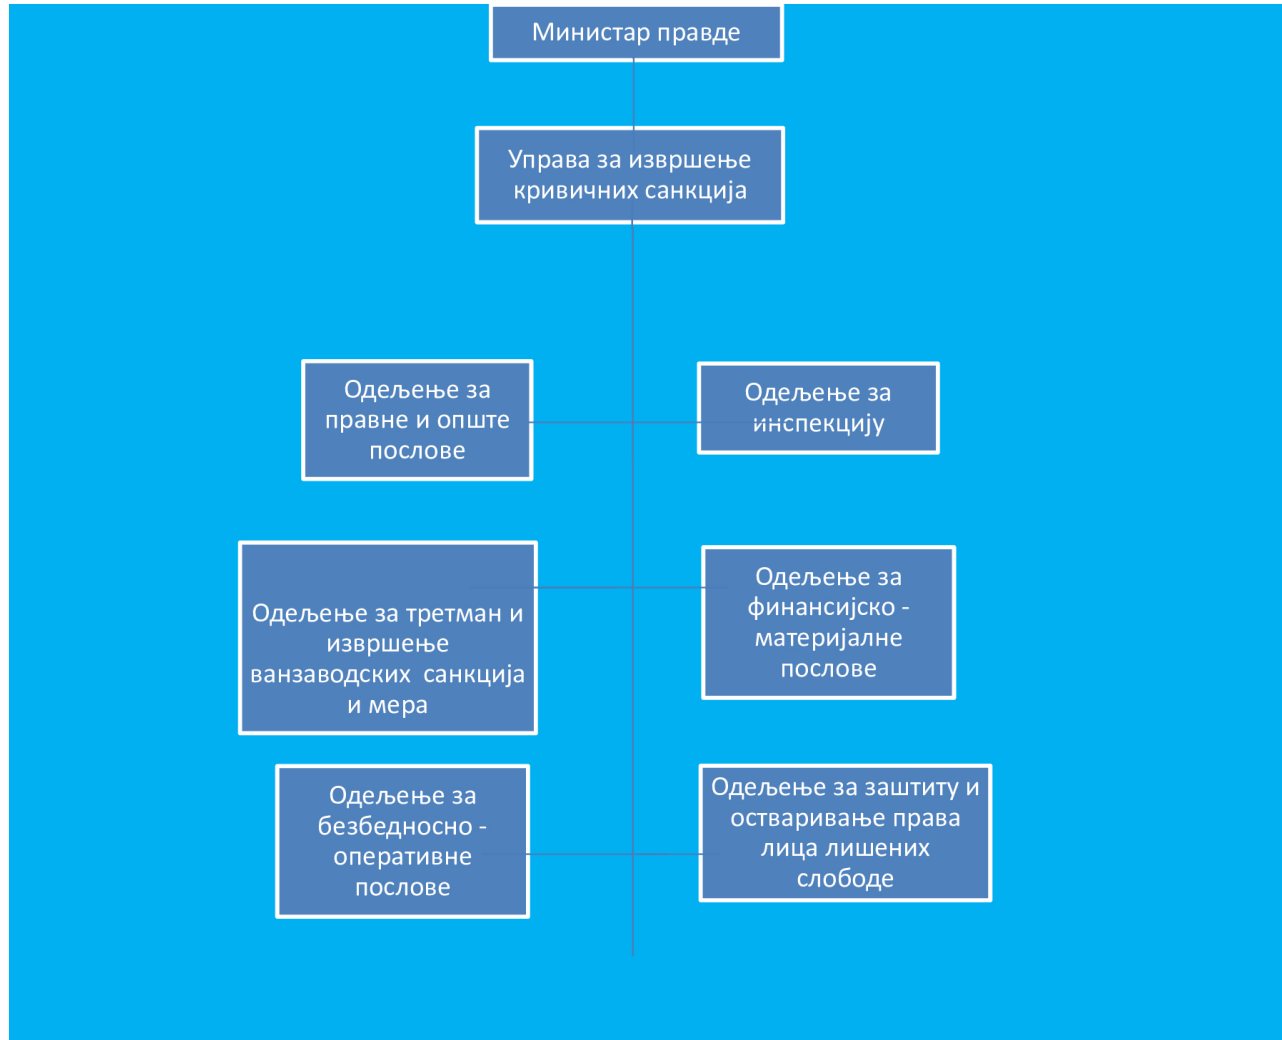 Министар правде
Управа за извршење
кривичних санкција
Одељење за
правне и опште
послове
Одељење за
инспекцију
Одељење за третман и
извршење
ванзаводских  санкција
и мера
Одељење за
финансијско -
материјалне
послове
Одељење за
безбедносно -
оперативне
послове
Одељење за заштиту и
остваривање права
лица лишених
слободе